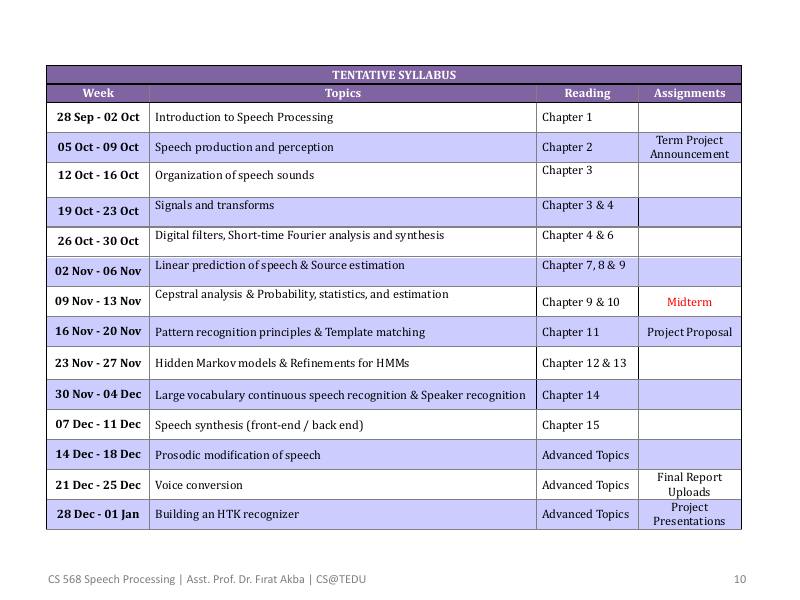 TENTATIVE SYLLABUS
Week Topics Reading Assignments
28 Sep - 02 Oct Introduction to Speech Processing Chapter 1
05 Oct - 09 Oct Speech production and perception Chapter 2 Term Project Announcement
12 Oct - 16 Oct Organization of speech sounds Chapter 3
19 Oct - 23 Oct Signals and transforms Chapter 3 & 4
26 Oct - 30 Oct Digital filters, Short-time Fourier analysis and synthesis Chapter 4 & 6
02 Nov - 06 Nov Linear prediction of speech & Source estimation Chapter 7, 8 & 9
09 Nov - 13 Nov Cepstral analysis & Probability, statistics, and estimation Chapter 9 & 10 Midterm
16 Nov - 20 Nov Pattern recognition principles & Template matching Chapter 11 Project Proposal
23 Nov - 27 Nov Hidden Markov models & Refinements for HMMs Chapter 12 & 13
30 Nov - 04 Dec Large vocabulary continuous speech recognition & Speaker recognition Chapter 14
07 Dec - 11 Dec Speech synthesis (front-end / back end) Chapter 15
14 Dec - 18 Dec Prosodic modification of speech Advanced Topics
21 Dec - 25 Dec Voice conversion Advanced Topics Final Report Uploads
28 Dec - 01 Jan Building an HTK recognizer Advanced Topics Project Presentations
CS 568 Speech Processing | Asst. Prof. Dr. Fırat Akba | CS@TEDU 10